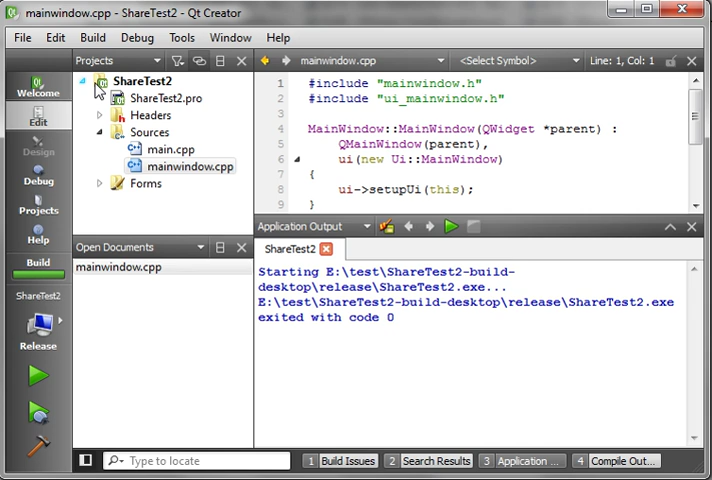 mainwindow.cpp - ShareTest2 - Qt Creator
File Edit Build Debug Tools Window Help
Projects
mainwindow.cpp
<Select Symbol>
Line: 1, Col: 1
Welcome
Edit
Design
Debug
Projects
Help
Build
ShareTest2
Release
ShareTest2
ShareTest2.pro
Headers
Sources
main.cpp
mainwindow.cpp
Forms
Open Documents
mainwindow.cpp
1 #include "mainwindow.h"
2 #include "ui_mainwindow.h"
3
4 MainWindow::MainWindow(QWidget *parent) :
5 QMainWindow(parent),
6 ui(new Ui::MainWindow)
7 {
8 ui->setupUi(this);
9 }
Application Output
ShareTest2
Starting E:\test\ShareTest2-build-
desktop\release\ShareTest2.exe...
E:\test\ShareTest2-build-desktop\release\ShareTest2.exe
exited with code 0
Type to locate
1 Build Issues
2 Search Results
3 Application ...
4 Compile Out...